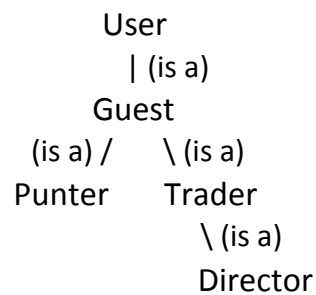 User
| (is a)
Guest
(is a) / \ (is a)
Punter Trader
\ (is a)
Director